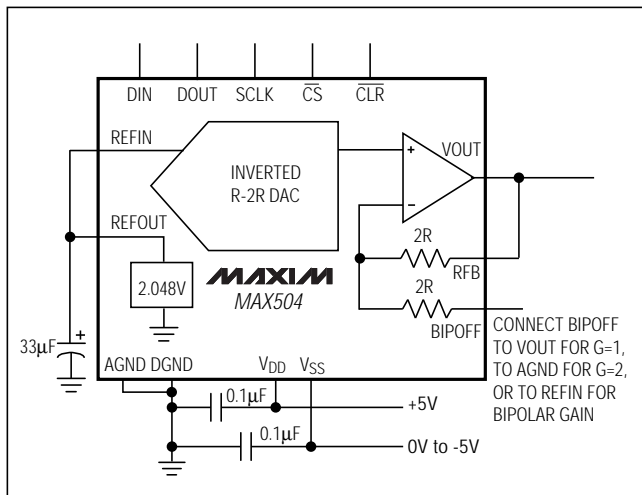 DIN DOUT SCLK C̅S̅ C̅L̅R̅
REFIN
VOUT
INVERTED
R-2R DAC
+
−
REFOUT
2R
RFB
2.048V
MAXIM
MAX504
2R
BIPOFF
CONNECT BIPOFF
TO VOUT FOR G=1,
TO AGND FOR G=2,
OR TO REFIN FOR
BIPOLAR GAIN
+
33µF
AGND DGND VDD VSS
0.1µF
+5V
0.1µF
0V to -5V